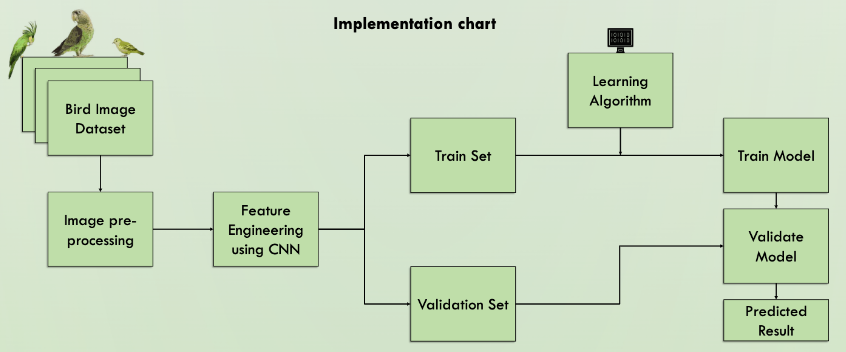 Implementation chart
Bird Image
Dataset
Image pre-
processing
Feature
Engineering
using CNN
Train Set
Validation Set
Learning
Algorithm
Train Model
Validate
Model
Predicted
Result